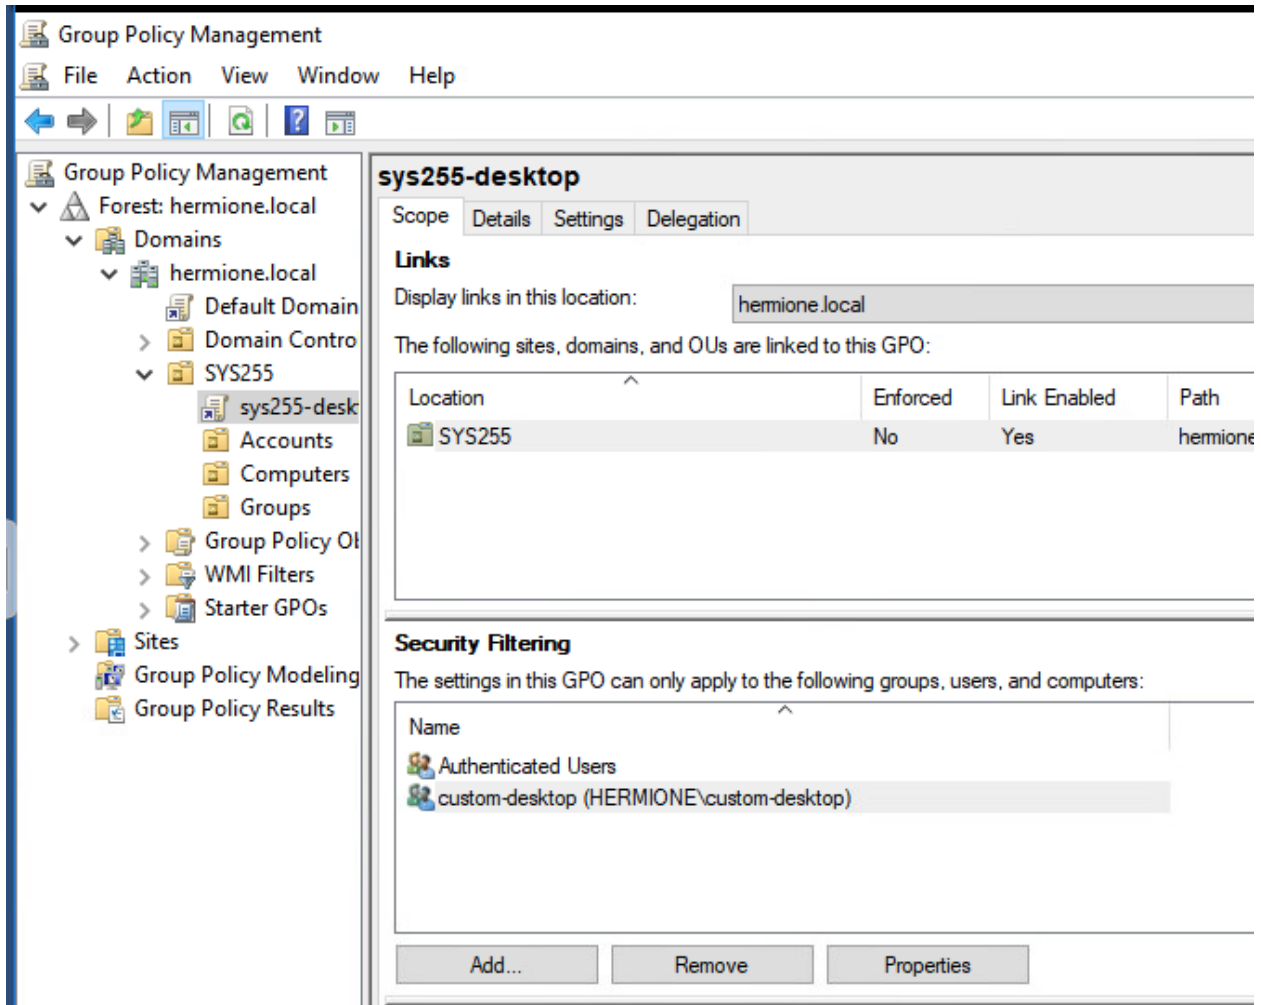 Group Policy Management
File Action View Window Help
Group Policy Management
Forest: hermione.local
Domains
hermione.local
Default Domain
Domain Contro
SYS255
sys255-desk
Accounts
Computers
Groups
Group Policy Ob
WMI Filters
Starter GPOs
Sites
Group Policy Modeling
Group Policy Results
sys255-desktop
Scope Details Settings Delegation
Links
Display links in this location: hermione.local
The following sites, domains, and OUs are linked to this GPO:
Location Enforced Link Enabled Path
SYS255 No Yes hermione
Security Filtering
The settings in this GPO can only apply to the following groups, users, and computers:
Name
Authenticated Users
custom-desktop (HERMIONE\custom-desktop)
Add... Remove Properties